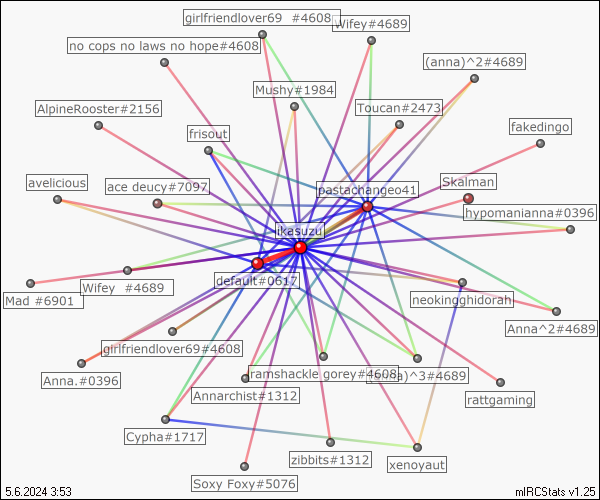 girlfriendlover69 #4608
Wifey#4689
no cops no laws no hope#4608
(anna)^2#4689
Mushy#1984
AlpineRooster#2156
Toucan#2473
frisout
fakedingo
avelicious
ace deucy#7097
pastachangeo41
Skalman
hypomanianna#0396
ikasuzu
default#0617
Mad #6901
Wifey #4689
neokingghidorah
Anna^2#4689
girlfriendlover69#4608
Anna.#0396
ramshackle gorey#4608
)^3#4689
Annarchist#1312
rattgaming
Cypha#1717
zibbits#1312
xenoyaut
Soxy Foxy#5076
5.6.2024 3:53
mIRCStats v1.25